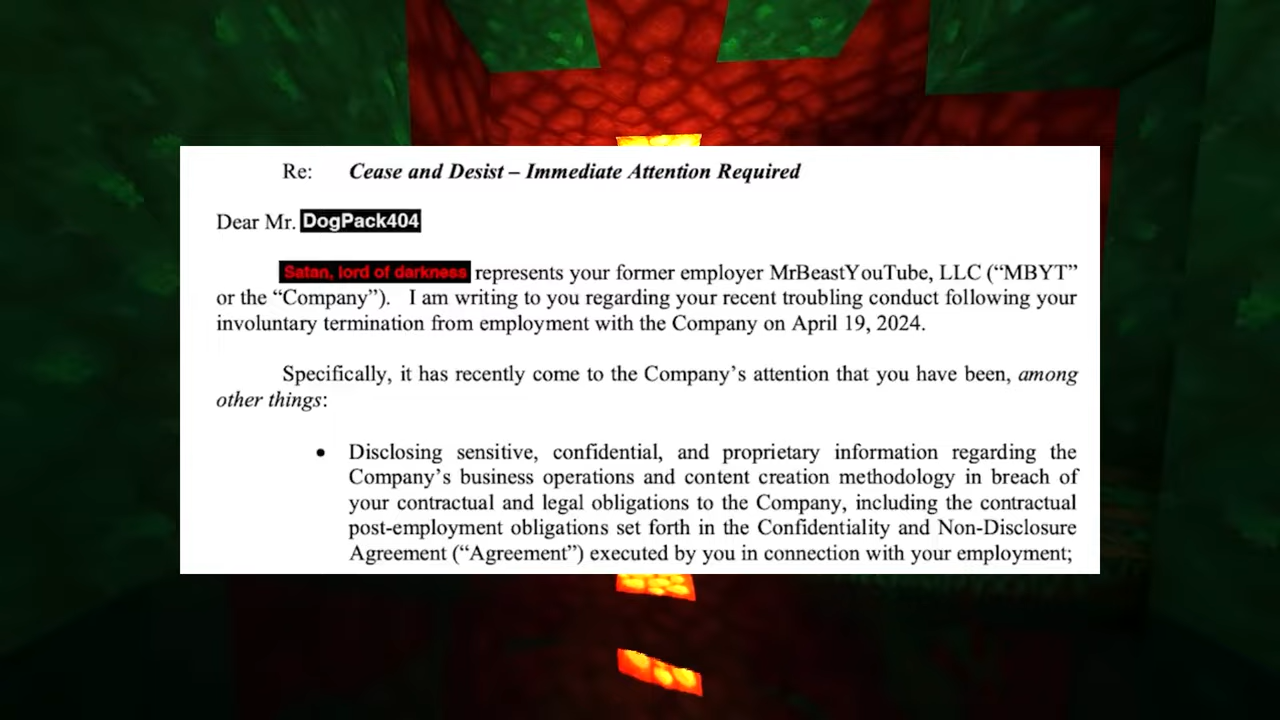 Re: Cease and Desist – Immediate Attention Required
Dear Mr. DogPack404
Satan, lord of darkness represents your former employer MrBeastYouTube, LLC (“MBYT”
or the “Company”). I am writing to you regarding your recent troubling conduct following your
involuntary termination from employment with the Company on April 19, 2024.
Specifically, it has recently come to the Company’s attention that you have been, among
other things:
• Disclosing sensitive, confidential, and proprietary information regarding the
Company’s business operations and content creation methodology in breach of
your contractual and legal obligations to the Company, including the contractual
post-employment obligations set forth in the Confidentiality and Non-Disclosure
Agreement (“Agreement”) executed by you in connection with your employment;